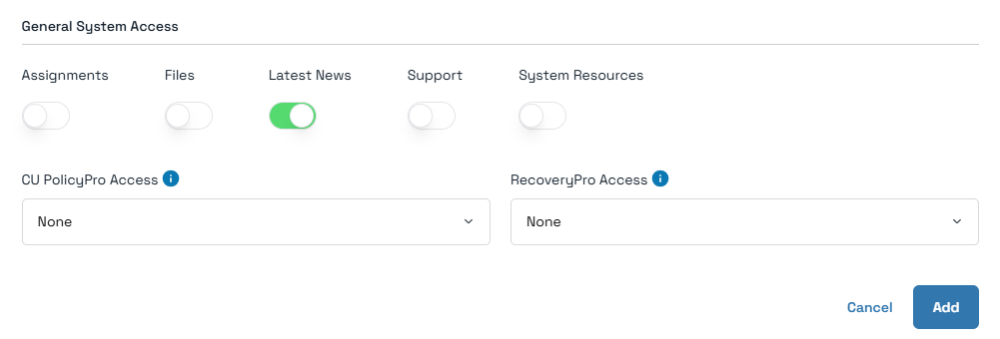 General System Access
Assignments Files Latest News Support System Resources
CU PolicyPro Access RecoveryPro Access
None None
Cancel Add